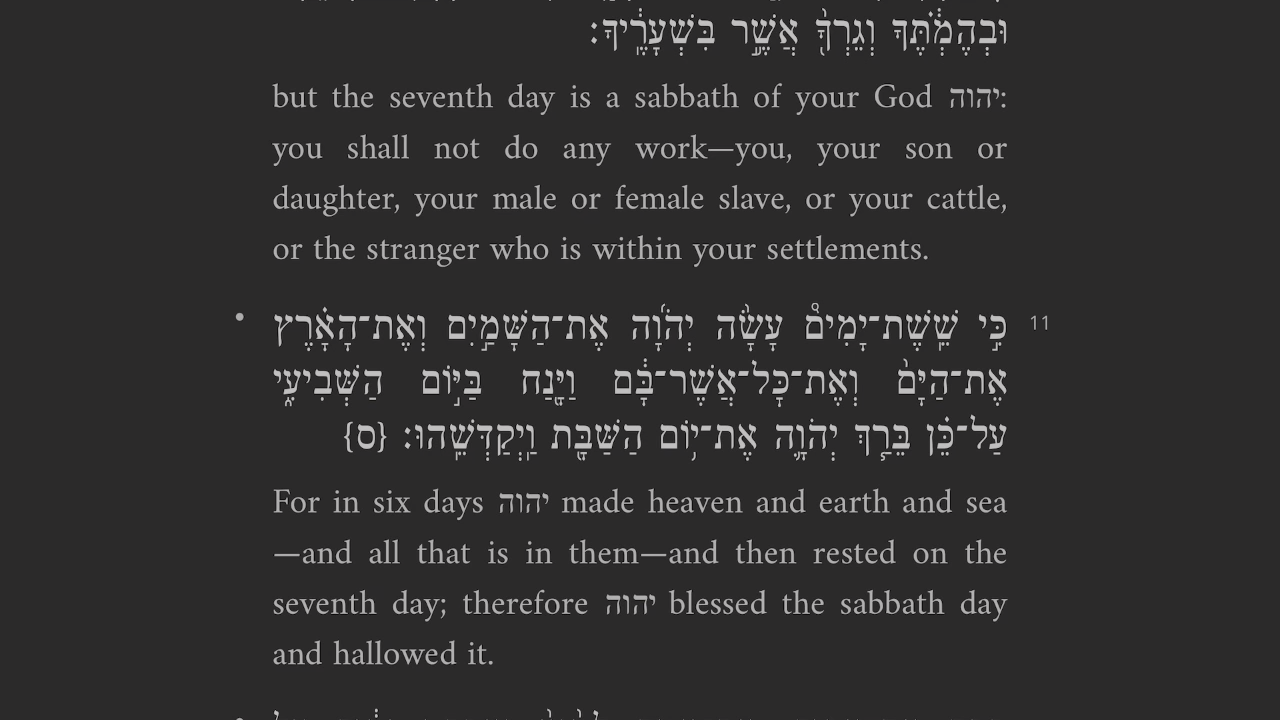 וּבְהֶמְתֶּ֔ךָ וְגֵרְךָ֖ אֲשֶׁ֥ר בִּשְׁעָרֶֽיךָ׃
but the seventh day is a sabbath of your God יהוה:
you shall not do any work—you, your son or
daughter, your male or female slave, or your cattle,
or the stranger who is within your settlements.
• כִּ֣י שֵֽׁשֶׁת־יָמִים֩ עָשָׂ֨ה יְהֹוָ֜ה אֶת־הַשָּׁמַ֣יִם וְאֶת־הָאָ֗רֶץ 11
אֶת־הַיָּם֙ וְאֶת־כׇּל־אֲשֶׁר־בָּ֔ם וַיָּ֖נַח בַּיּ֣וֹם הַשְּׁבִיעִ֑י
עַל־כֵּ֗ן בֵּרַ֧ךְ יְהֹוָ֛ה אֶת־י֥וֹם הַשַּׁבָּ֖ת וַֽיְקַדְּשֵֽׁהוּ׃ {ס}
For in six days יהוה made heaven and earth and sea
—and all that is in them—and then rested on the
seventh day; therefore יהוה blessed the sabbath day
and hallowed it.